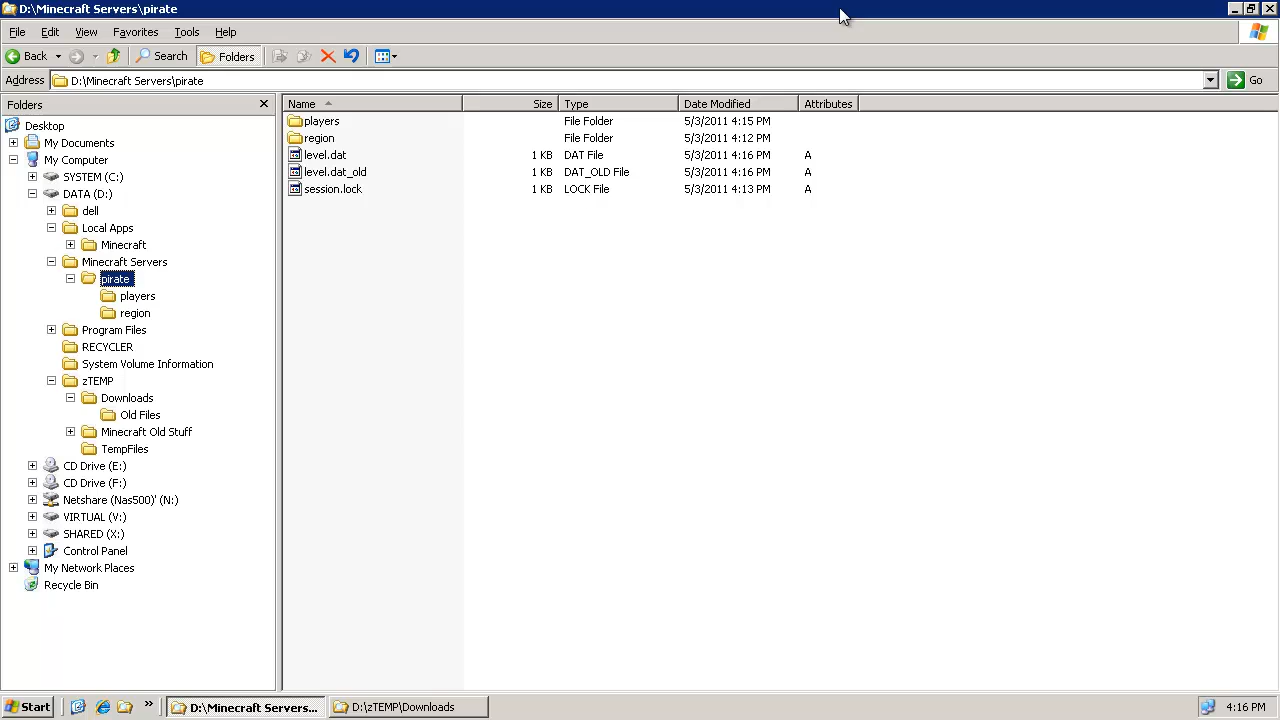 D:\Minecraft Servers\pirate
File Edit View Favorites Tools Help
Back Search Folders
Address D:\Minecraft Servers\pirate Go
Folders
Name Size Type Date Modified Attributes
Desktop
My Documents
My Computer
SYSTEM (C:)
DATA (D:)
dell
Local Apps
Minecraft
Minecraft Servers
pirate
players
region
Program Files
RECYCLER
System Volume Information
zTEMP
Downloads
Old Files
Minecraft Old Stuff
TempFiles
CD Drive (E:)
CD Drive (F:)
Netshare (Nas500)' (N:)
VIRTUAL (V:)
SHARED (X:)
Control Panel
My Network Places
Recycle Bin
players File Folder 5/3/2011 4:15 PM
region File Folder 5/3/2011 4:12 PM
level.dat 1 KB DAT File 5/3/2011 4:16 PM A
level.dat_old 1 KB DAT_OLD File 5/3/2011 4:16 PM A
session.lock 1 KB LOCK File 5/3/2011 4:13 PM A
Start » D:\Minecraft Servers... D:\zTEMP\Downloads 4:16 PM